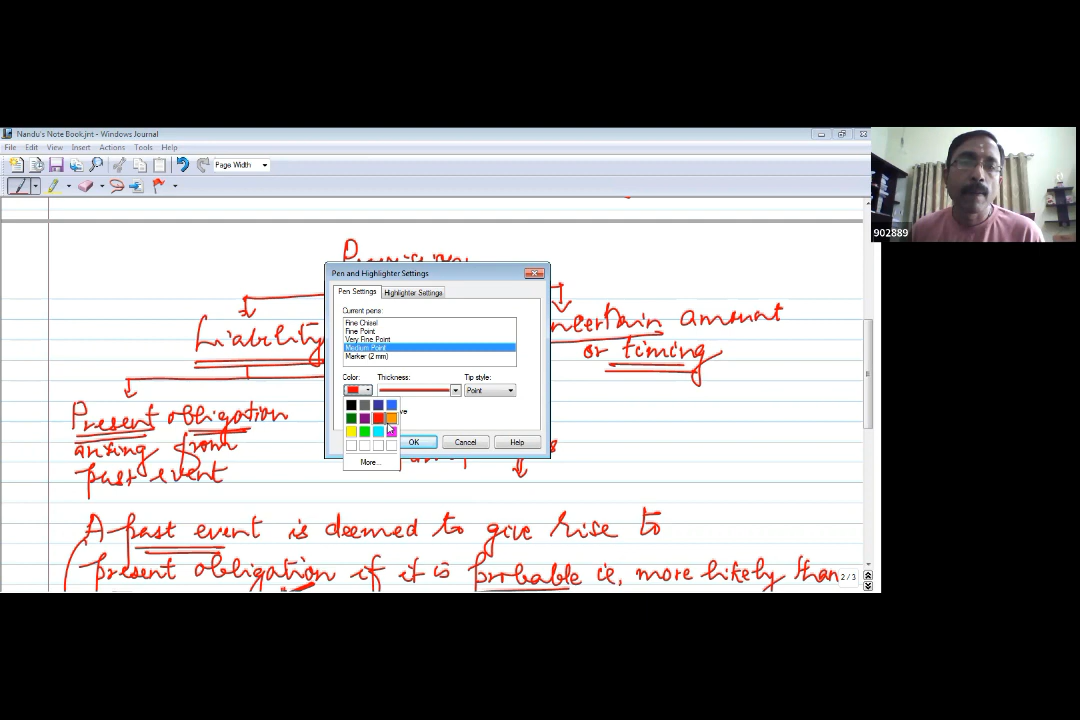 Nandu's Note Book.jnt - Windows Journal
File Edit View Insert Actions Tools Help
Page Width
902889
Pen and Highlighter Settings
Pen Settings Highlighter Settings
Current pens:
Fine Chisel
Fine Point
Very Fine Point
Medium Point
Marker (2 mm)
Color: Thickness: Tip style:
Point
OK Cancel Help
More...
Liability
uncertain amount
or timing
Present obligation
arising from
past event
A past event is deemed to give rise to
present obligation if it is probable ie, more likely than
2/3